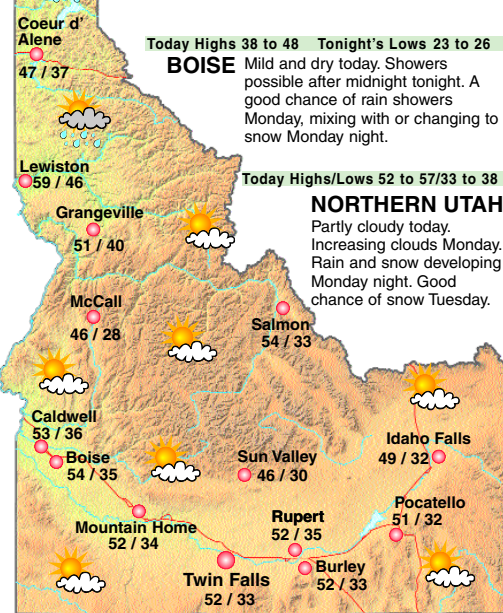 Coeur d'
Alene
47 / 37
Today Highs 38 to 48 Tonight's Lows 23 to 26
BOISE Mild and dry today. Showers
possible after midnight tonight. A
good chance of rain showers
Monday, mixing with or changing to
snow Monday night.
Lewiston
59 / 46
Today Highs/Lows 52 to 57/33 to 38
NORTHERN UTAH
Partly cloudy today.
Increasing clouds Monday.
Rain and snow developing
Monday night. Good
chance of snow Tuesday.
Grangeville
51 / 40
McCall
46 / 28
Salmon
54 / 33
Caldwell
53 / 36
Boise
54 / 35
Sun Valley
46 / 30
Idaho Falls
49 / 32
Mountain Home
52 / 34
Rupert
52 / 35
Pocatello
51 / 32
Twin Falls
52 / 33
Burley
52 / 33